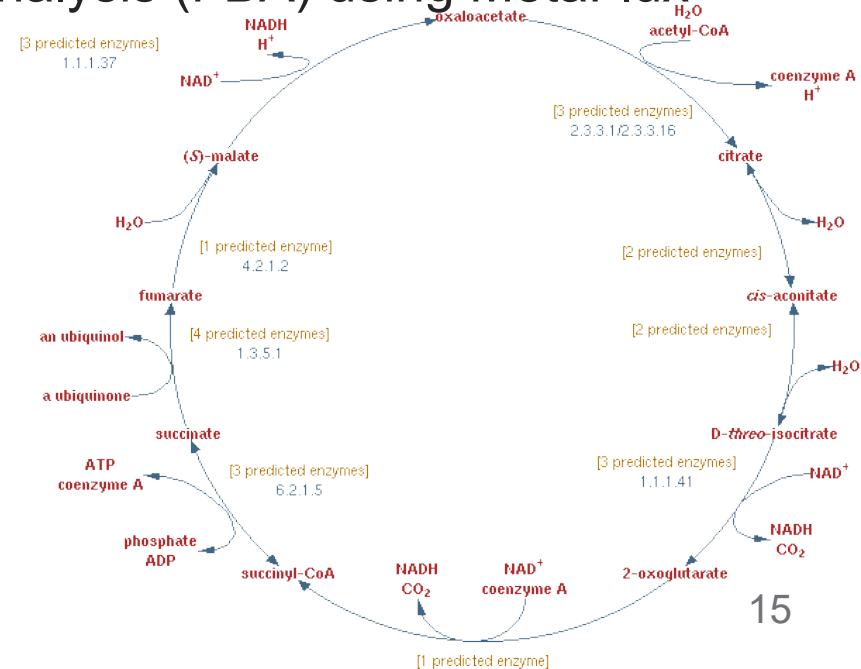 nalysis (FBA) using MetaFlux
oxaloacetate
H2O
acetyl-CoA
coenzyme A
H+
[3 predicted enzymes]
2.3.3.1/2.3.3.16
citrate
H2O
[2 predicted enzymes]
cis-aconitate
[2 predicted enzymes]
H2O
D-threo-isocitrate
[3 predicted enzymes]
1.1.1.41
NAD+
NADH
CO2
2-oxoglutarate
NAD+
coenzyme A
NADH
CO2
[1 predicted enzyme]
succinyl-CoA
phosphate
ADP
ATP
coenzyme A
[3 predicted enzymes]
6.2.1.5
succinate
a ubiquinone
an ubiquinol
[4 predicted enzymes]
1.3.5.1
fumarate
[1 predicted enzyme]
4.2.1.2
H2O
(S)-malate
NAD+
NADH
H+
[3 predicted enzymes]
1.1.1.37
15